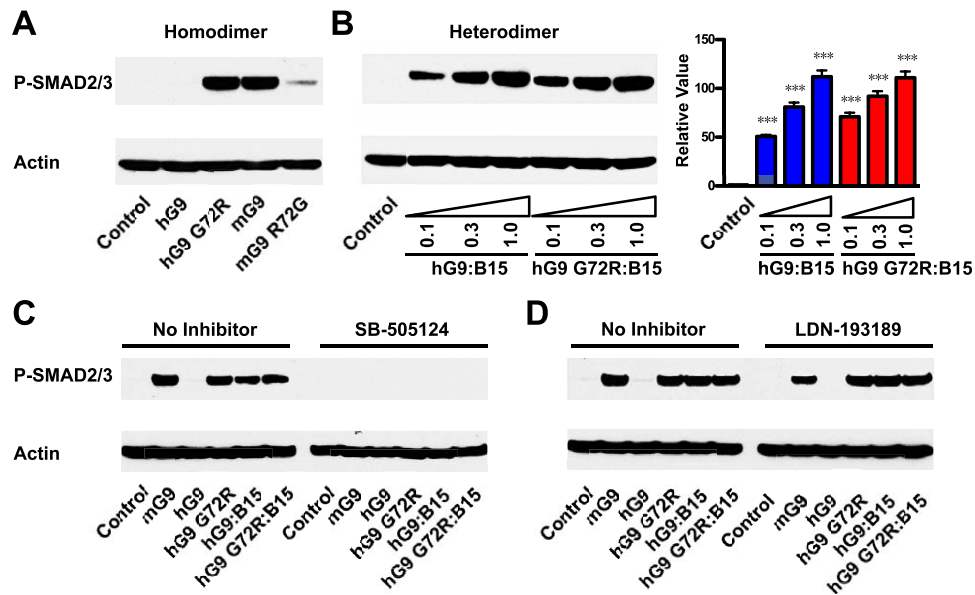 A
Homodimer
P-SMAD2/3
Actin
Control
hG9
hG9 G72R
mG9
mG9 R72G
B
Heterodimer
Control
0.1
0.3
1.0
0.1
0.3
1.0
hG9:B15
hG9 G72R:B15
Relative Value
150
100
50
0
***
***
***
***
***
***
Control
0.1
0.3
1.0
0.1
0.3
1.0
hG9:B15
hG9 G72R:B15
C
No Inhibitor
SB-505124
P-SMAD2/3
Actin
Control
mG9
hG9
hG9 G72R
hG9:B15
hG9 G72R:B15
Control
mG9
hG9
hG9 G72R
hG9:B15
hG9 G72R:B15
D
No Inhibitor
LDN-193189
Control
mG9
hG9
hG9 G72R
hG9:B15
hG9 G72R:B15
Control
mG9
hG9
hG9 G72R
hG9:B15
hG9 G72R:B15